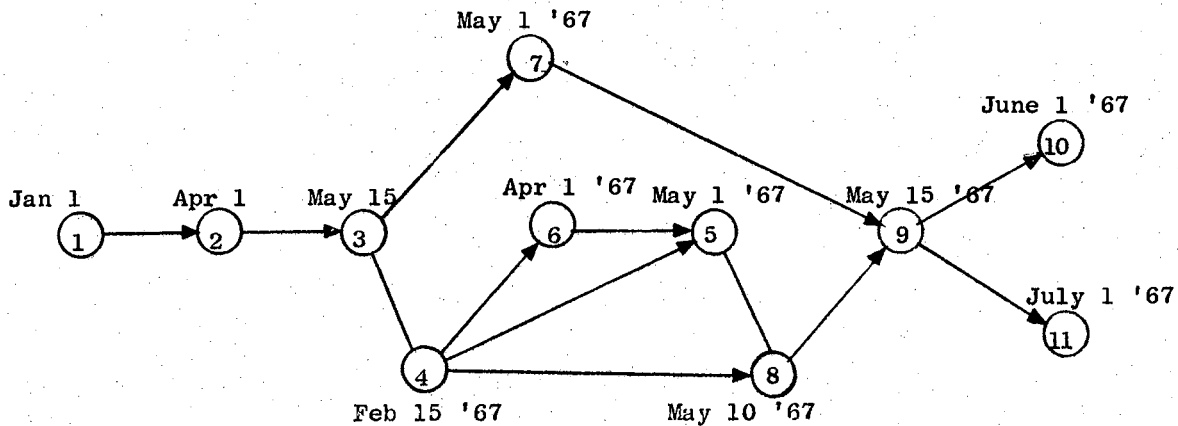 May 1 '67
7
June 1 '67
10
Jan 1
1
Apr 1
2
May 15
3
Apr 1 '67
6
May 1 '67
5
May 15 '67
9
July 1 '67
11
4
Feb 15 '67
8
May 10 '67